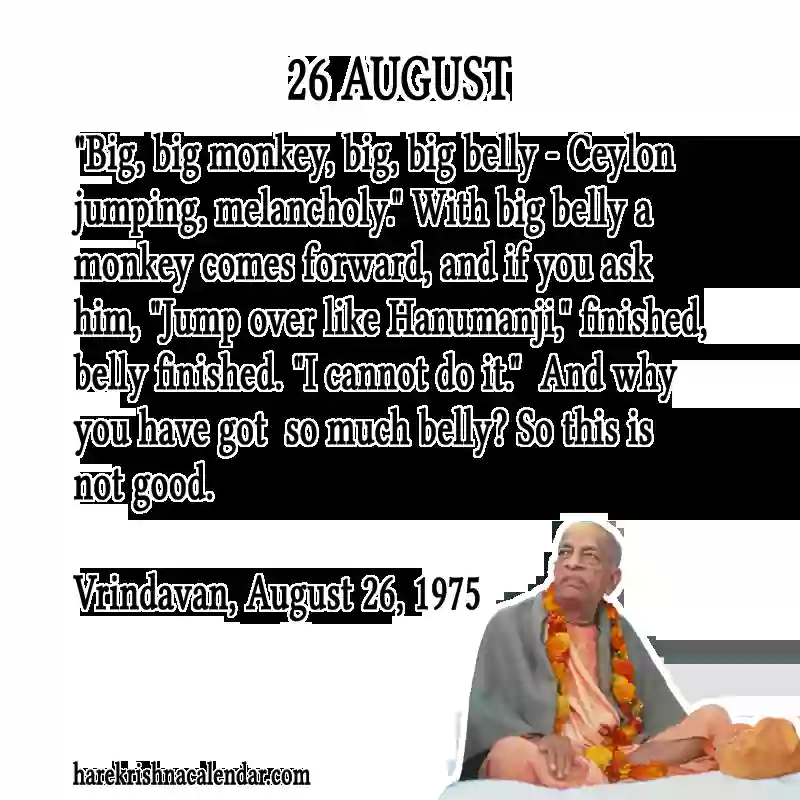 26 AUGUST
"Big, big monkey, big, big belly - Ceylon
jumping, melancholy." With big belly a
monkey comes forward, and if you ask
him, "Jump over like Hanumanji," finished,
belly finished. "I cannot do it."  And why
you have got  so much belly? So this is
not good.
Vrindavan, August 26, 1975
harekrishnacalendar.com